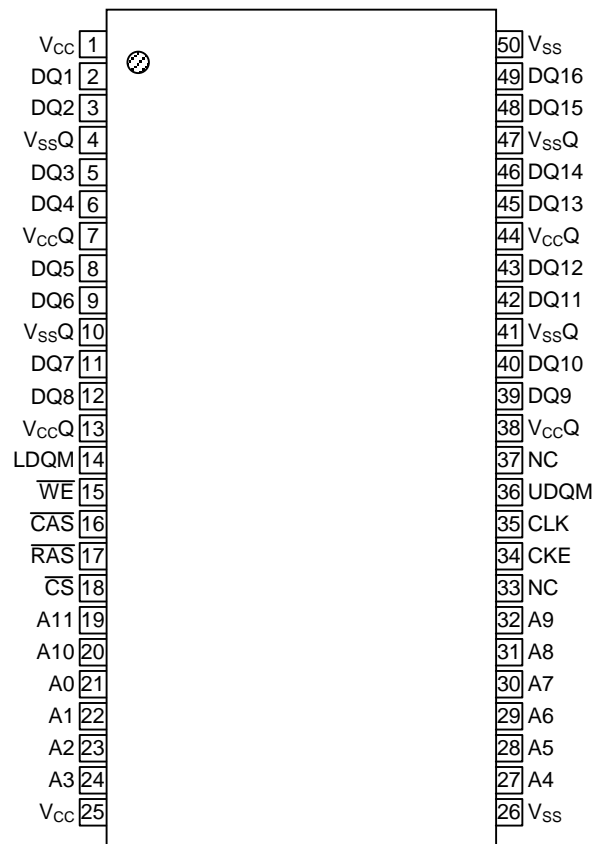 VCC 1 50 VSS
DQ1 2 49 DQ16
DQ2 3 48 DQ15
VSSQ 4 47 VSSQ
DQ3 5 46 DQ14
DQ4 6 45 DQ13
VCCQ 7 44 VCCQ
DQ5 8 43 DQ12
DQ6 9 42 DQ11
VSSQ 10 41 VSSQ
DQ7 11 40 DQ10
DQ8 12 39 DQ9
VCCQ 13 38 VCCQ
LDQM 14 37 NC
W̅E̅ 15 36 UDQM
C̅A̅S̅ 16 35 CLK
R̅A̅S̅ 17 34 CKE
C̅S̅ 18 33 NC
A11 19 32 A9
A10 20 31 A8
A0 21 30 A7
A1 22 29 A6
A2 23 28 A5
A3 24 27 A4
VCC 25 26 VSS